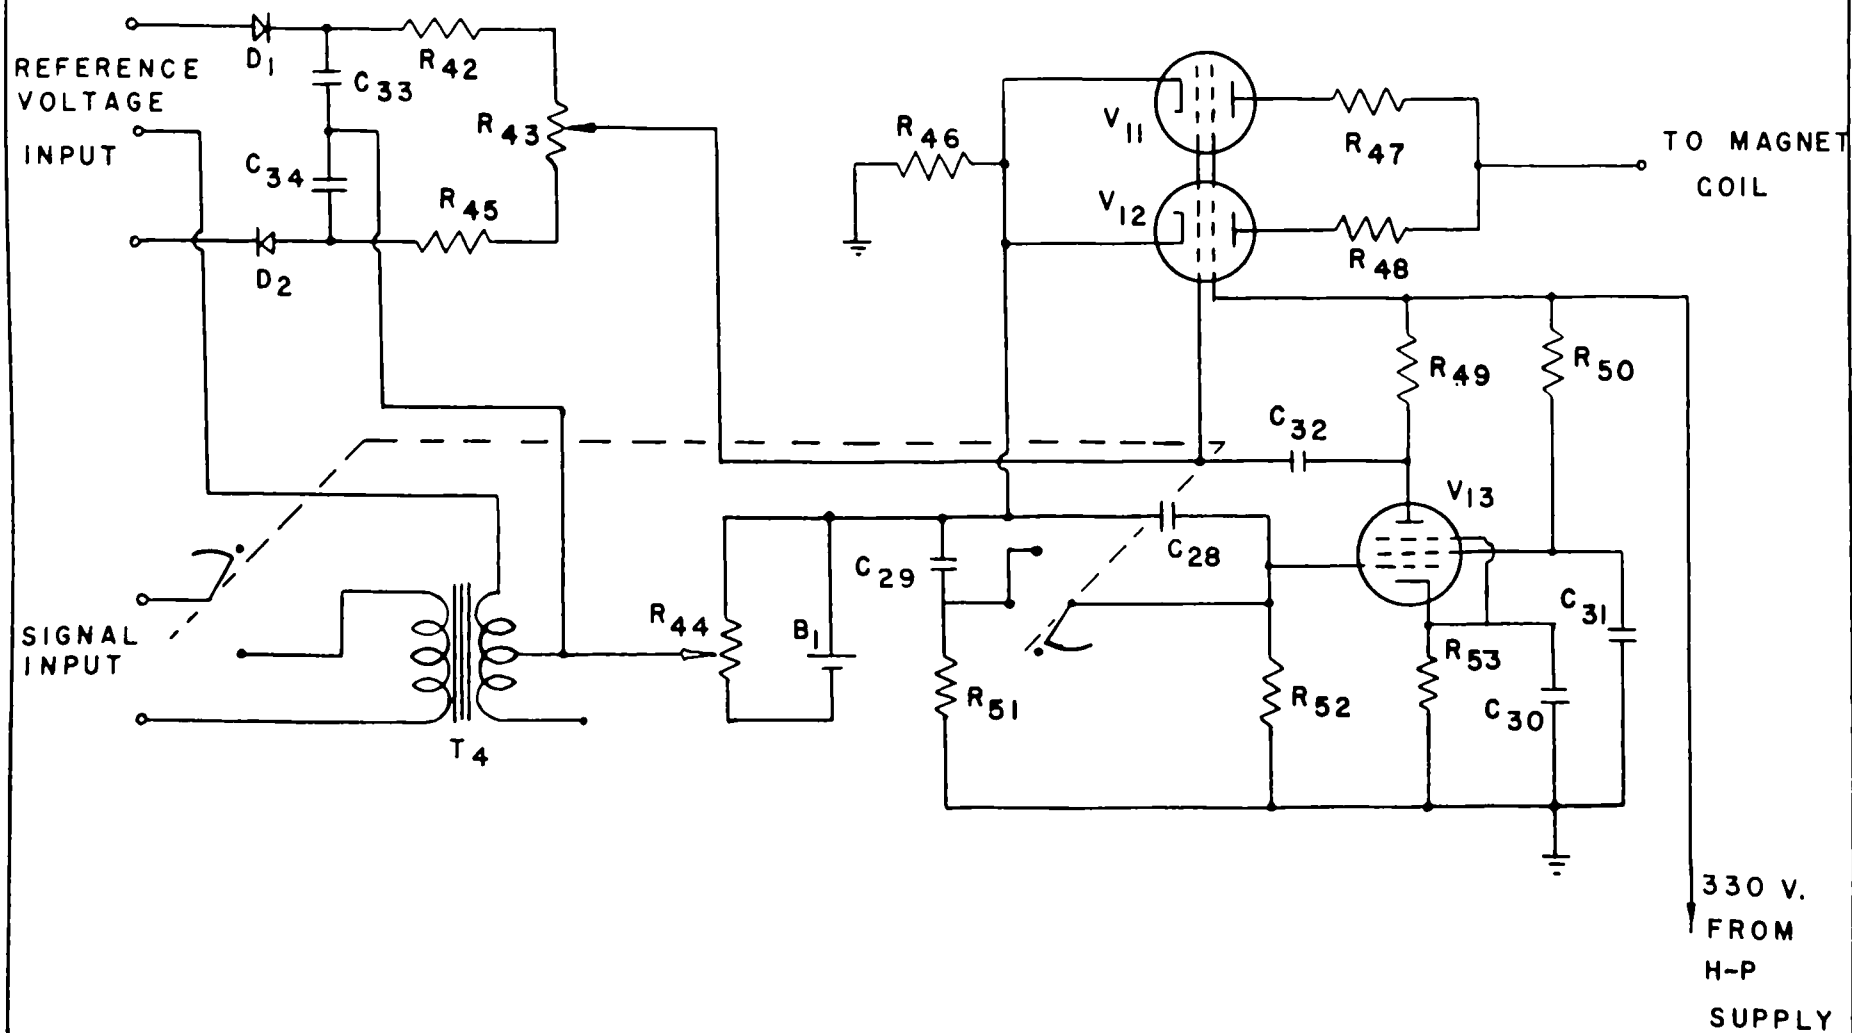 D1
R42
REFERENCE
VOLTAGE
INPUT
C33
R43
C34
R45
D2
R46
V11
R47
TO MAGNET
COIL
V12
R48
R49
R50
C32
V13
C28
C29
SIGNAL
INPUT
R44
B1
C31
R53
R51
R52
C30
T4
330 V.
FROM
H-P
SUPPLY